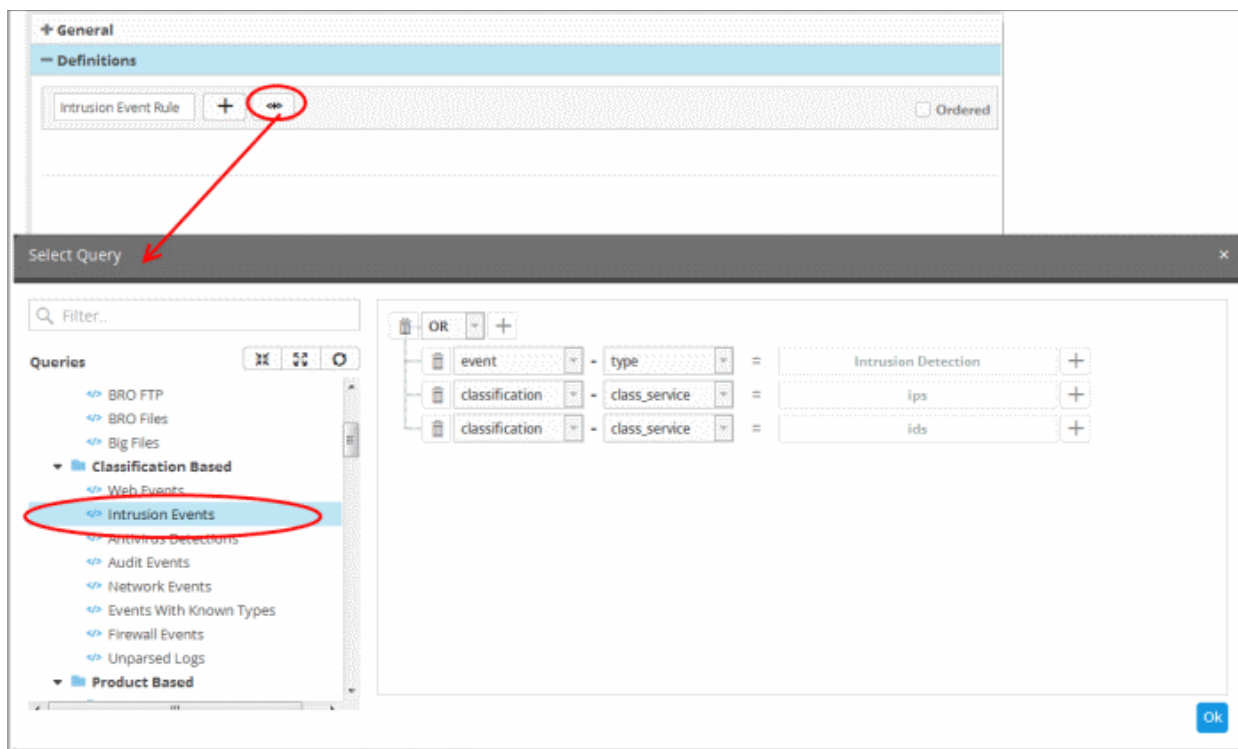 General
Definitions
Intrusion Event Rule
Ordered
Select Query
Filter..
Queries
BRO FTP
BRO Files
Big Files
Classification Based
Web Events
Intrusion Events
Antivirus Detections
Audit Events
Network Events
Events With Known Types
Firewall Events
Unparsed Logs
Product Based
OR
event - type = Intrusion Detection
classification - class_service = ips
classification - class_service = ids
Ok